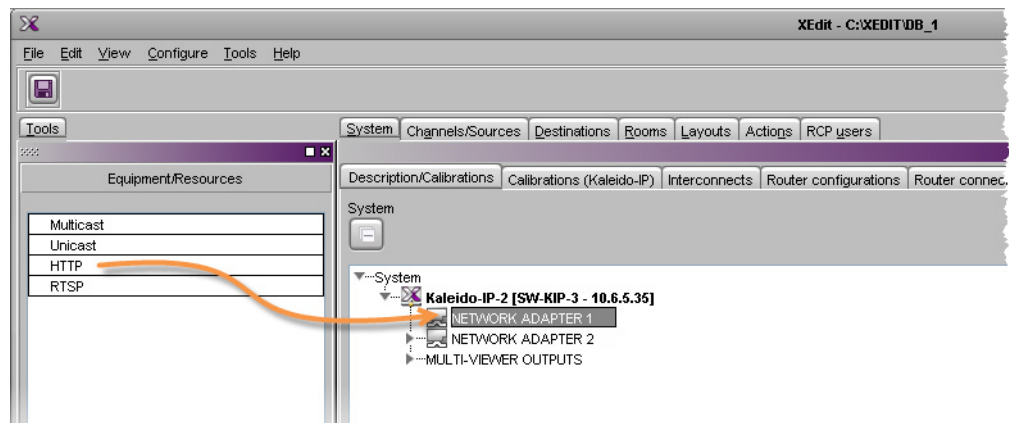 XEdit - C:\XEDIT\DB_1
File Edit View Configure Tools Help
Tools
System Channels/Sources Destinations Rooms Layouts Actions RCP users
Equipment/Resources
Description/Calibrations Calibrations (Kaleido-IP) Interconnects Router configurations Router connec.
System
Multicast
Unicast
HTTP
RTSP
System
Kaleido-IP-2 [SW-KIP-3 - 10.6.5.35]
NETWORK ADAPTER 1
NETWORK ADAPTER 2
MULTI-VIEWER OUTPUTS